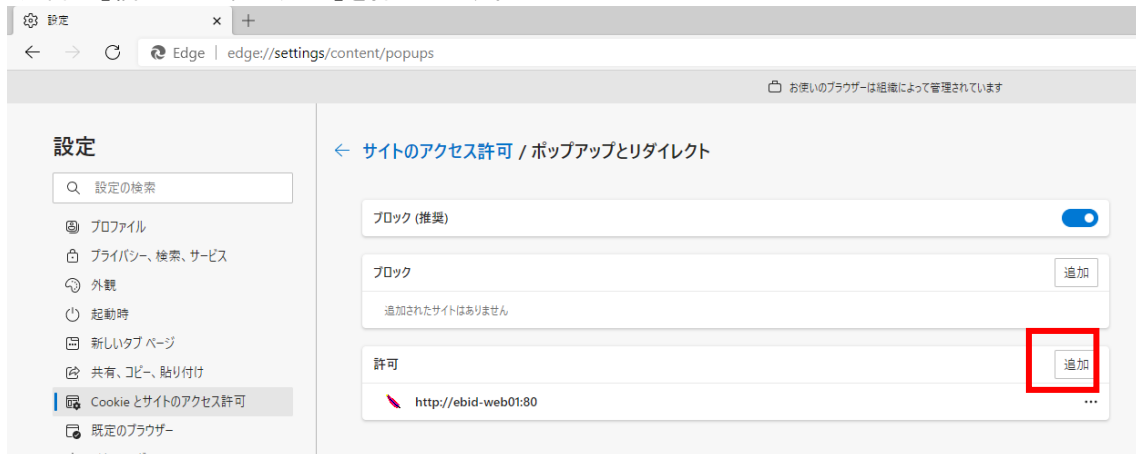 設定
Edge | edge://settings/content/popups
お使いのブラウザーは組織によって管理されています
設定
設定の検索
プロファイル
プライバシー、検索、サービス
外観
起動時
新しいタブ ページ
共有、コピー、貼り付け
Cookie とサイトのアクセス許可
既定のブラウザー
サイトのアクセス許可 / ポップアップとリダイレクト
ブロック (推奨)
ブロック
追加
追加されたサイトはありません
許可
追加
http://ebid-web01:80